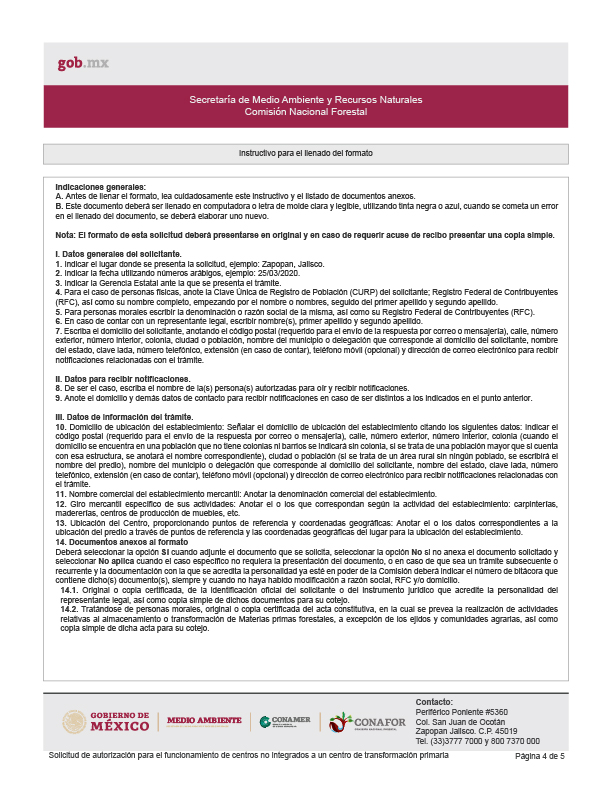 gob.mx
Secretaría de Medio Ambiente y Recursos Naturales
Comisión Nacional Forestal
Instructivo para el llenado del formato
Indicaciones generales:
A. Antes de llenar el formato, lea cuidadosamente este instructivo y el listado de documentos anexos.
B. Este documento deberá ser llenado en computadora o letra de molde clara y legible, utilizando tinta negra o azul, cuando se cometa un error
en el llenado del documento, se deberá elaborar uno nuevo.
Nota: El formato de esta solicitud deberá presentarse en original y en caso de requerir acuse de recibo presentar una copia simple.
I. Datos generales del solicitante.
1. Indicar el lugar donde se presenta la solicitud, ejemplo: Zapopan, Jalisco.
2. Indicar la fecha utilizando números arábigos, ejemplo: 25/03/2020.
3. Indicar la Gerencia Estatal ante la que se presenta el trámite.
4. Para el caso de personas físicas, anote la Clave Única de Registro de Población (CURP) del solicitante; Registro Federal de Contribuyentes
(RFC), así como su nombre completo, empezando por el nombre o nombres, seguido del primer apellido y segundo apellido.
5. Para personas morales escribir la denominación o razón social de la misma, así como su Registro Federal de Contribuyentes (RFC).
6. En caso de contar con un representante legal, escribir nombre(s), primer apellido y segundo apellido.
7. Escriba el domicilio del solicitante, anotando el código postal (requerido para el envío de la respuesta por correo o mensajería), calle, número
exterior, número interior, colonia, ciudad o población, nombre del municipio o delegación que corresponde al domicilio del solicitante, nombre
del estado, clave lada, número telefónico, extensión (en caso de contar), teléfono móvil (opcional) y dirección de correo electrónico para recibir
notificaciones relacionadas con el trámite.
II. Datos para recibir notificaciones.
8. De ser el caso, escriba el nombre de la(s) persona(s) autorizadas para oír y recibir notificaciones.
9. Anote el domicilio y demás datos de contacto para recibir notificaciones en caso de ser distintos a los indicados en el punto anterior.
III. Datos de información del trámite.
10. Domicilio de ubicación del establecimiento: Señalar el domicilio de ubicación del establecimiento citando los siguientes datos: Indicar el
código postal (requerido para el envío de la respuesta por correo o mensajería), calle, número exterior, número interior, colonia (cuando el
domicilio se encuentra en una población que no tiene colonias ni barrios se indicará sin colonia, si se trata de una población mayor que si cuenta
con esa estructura, se anotará el nombre correspondiente), ciudad o población (si se trata de un área rural sin ningún poblado, se escribirá el
nombre del predio), nombre del municipio o delegación que corresponde al domicilio del solicitante, nombre del estado, clave lada, número
telefónico, extensión (en caso de contar), teléfono móvil (opcional) y dirección de correo electrónico para recibir notificaciones relacionadas con
el trámite.
11. Nombre comercial del establecimiento mercantil: Anotar la denominación comercial del establecimiento.
12. Giro mercantil específico de sus actividades: Anotar el o los que correspondan según la actividad del establecimiento: carpinterías,
madererías, centros de producción de muebles, etc.
13. Ubicación del Centro, proporcionando puntos de referencia y coordenadas geográficas: Anotar el o los datos correspondientes a la
ubicación del predio a través de puntos de referencia y las coordenadas geográficas del lugar para la ubicación del establecimiento.
14. Documentos anexos al formato
Deberá seleccionar la opción Sí cuando adjunte el documento que se solicita, seleccionar la opción No si no anexa el documento solicitado y
seleccionar No aplica cuando el caso específico no requiera la presentación del documento, o en caso de que sea un trámite subsecuente o
recurrente y la documentación con la que se acredita la personalidad ya esté en poder de la Comisión deberá indicar el número de bitácora que
contiene dicho(s) documento(s), siempre y cuando no haya habido modificación a razón social, RFC y/o domicilio.
14.1. Original o copia certificada, de la identificación oficial del solicitante o del instrumento jurídico que acredite la personalidad del
representante legal, así como copia simple de dichos documentos para su cotejo.
14.2. Tratándose de personas morales, original o copia certificada del acta constitutiva, en la cual se prevea la realización de actividades
relativas al almacenamiento o transformación de Materias primas forestales, a excepción de los ejidos y comunidades agrarias, así como
copia simple de dicha acta para su cotejo.
GOBIERNO DE
MÉXICO
MEDIO AMBIENTE
CONAMER
CONAFOR
COMISIÓN NACIONAL FORESTAL
Contacto:
Periférico Poniente #5360
Col. San Juan de Ocotán
Zapopan Jalisco. C.P. 45019
Tel. (33)3777 7000 y 800 7370 000
Solicitud de autorización para el funcionamiento de centros no integrados a un centro de transformación primaria
Página 4 de 5